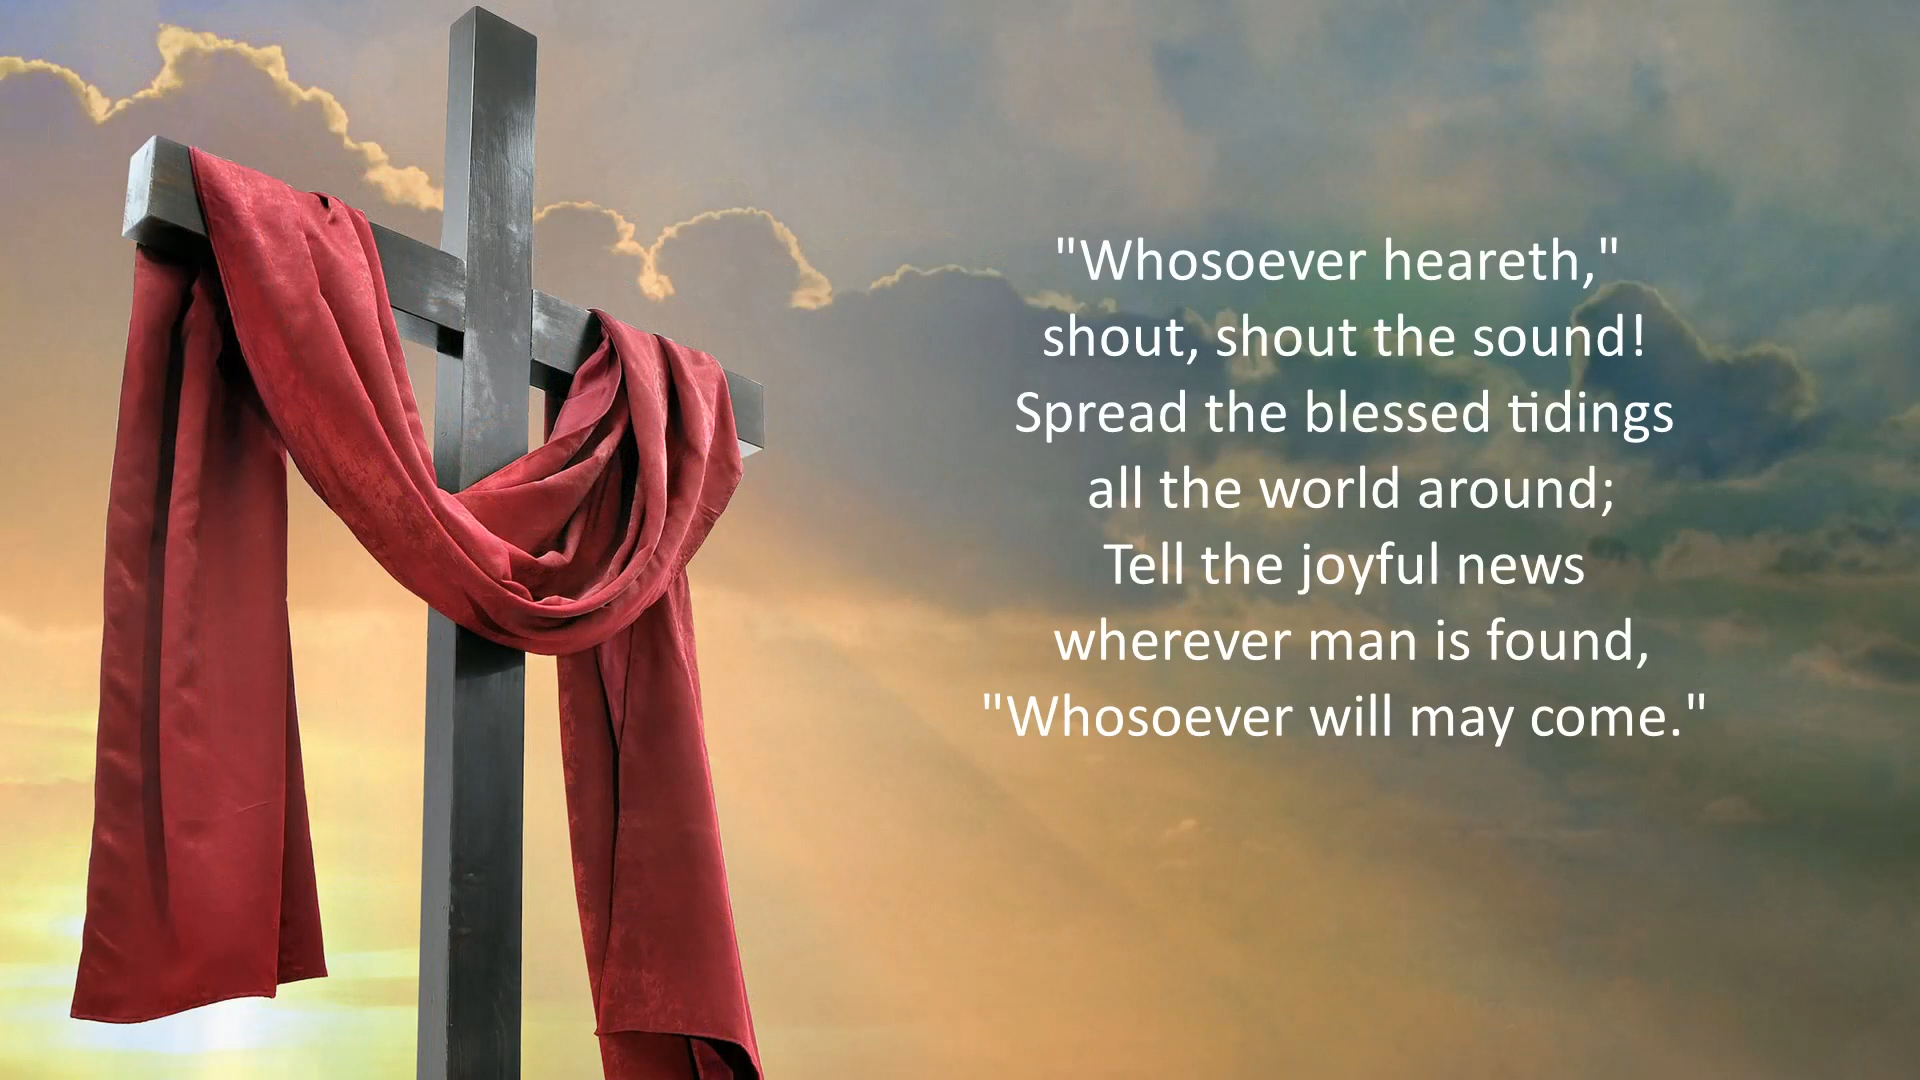 "Whosoever heareth,"
shout, shout the sound!
Spread the blessed tidings
all the world around;
Tell the joyful news
wherever man is found,
"Whosoever will may come."